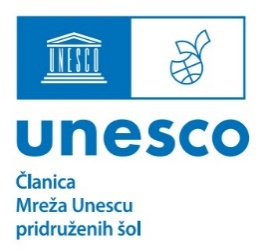 UNESCO
unesco
Članica
Mreža Unescu
pridruženih šol